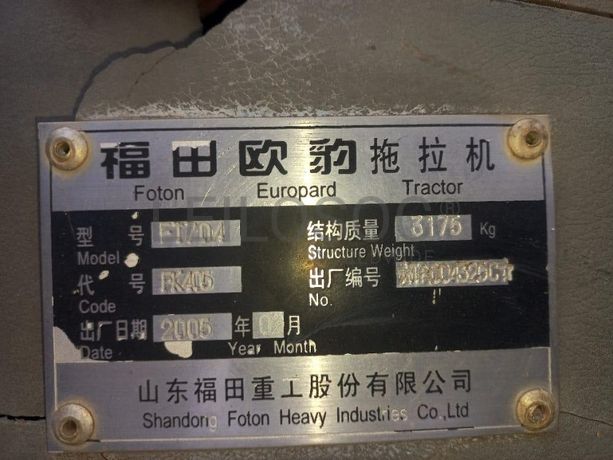 福田欧豹拖拉机
Foton Europard Tractor
型 号 FT704 结构质量 3175 Kg
Model Structure Weight
代 号 FK405 出厂编号
Code No.
出厂日期 2005 年 月
Date Year Month
山东福田重工股份有限公司
Shandong Foton Heavy Industries Co.,Ltd